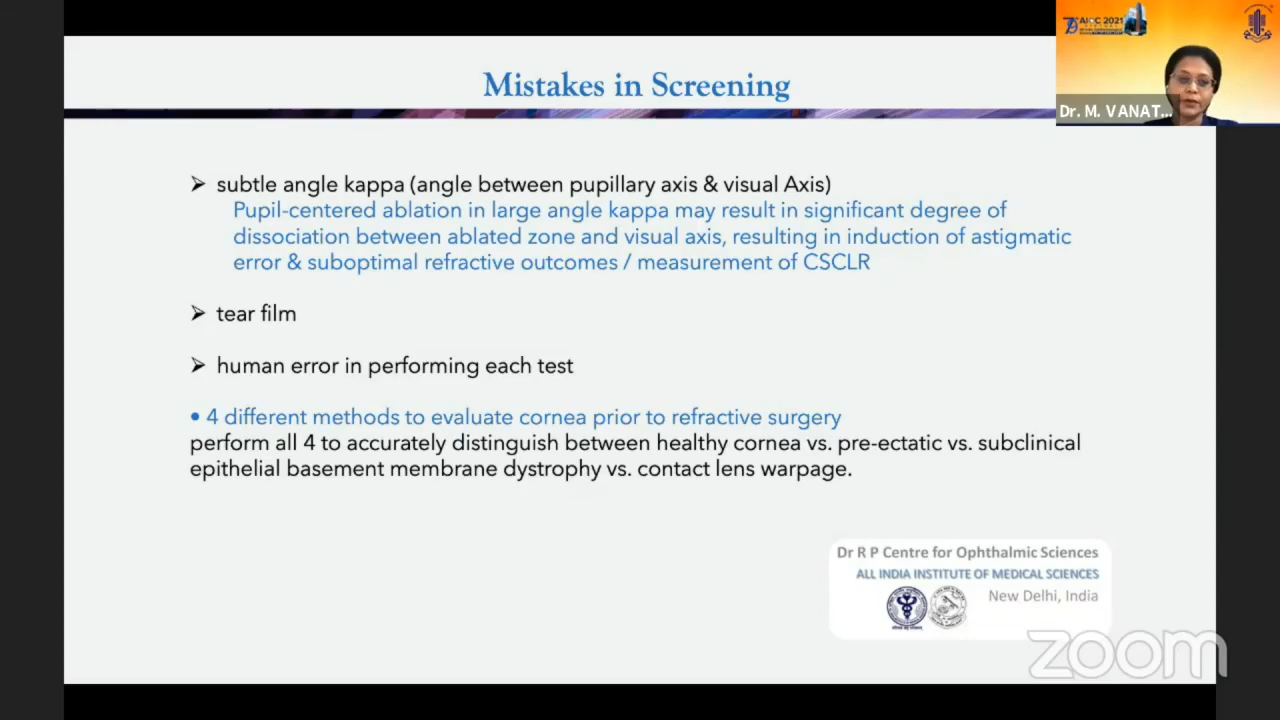 Mistakes in Screening
AIOC 2021
Dr. M. VANAT...
➢ subtle angle kappa (angle between pupillary axis & visual Axis)
Pupil-centered ablation in large angle kappa may result in significant degree of
dissociation between ablated zone and visual axis, resulting in induction of astigmatic
error & suboptimal refractive outcomes / measurement of CSCLR
➢ tear film
➢ human error in performing each test
• 4 different methods to evaluate cornea prior to refractive surgery
perform all 4 to accurately distinguish between healthy cornea vs. pre-ectatic vs. subclinical
epithelial basement membrane dystrophy vs. contact lens warpage.
Dr R P Centre for Ophthalmic Sciences
ALL INDIA INSTITUTE OF MEDICAL SCIENCES
New Delhi, India
zoom